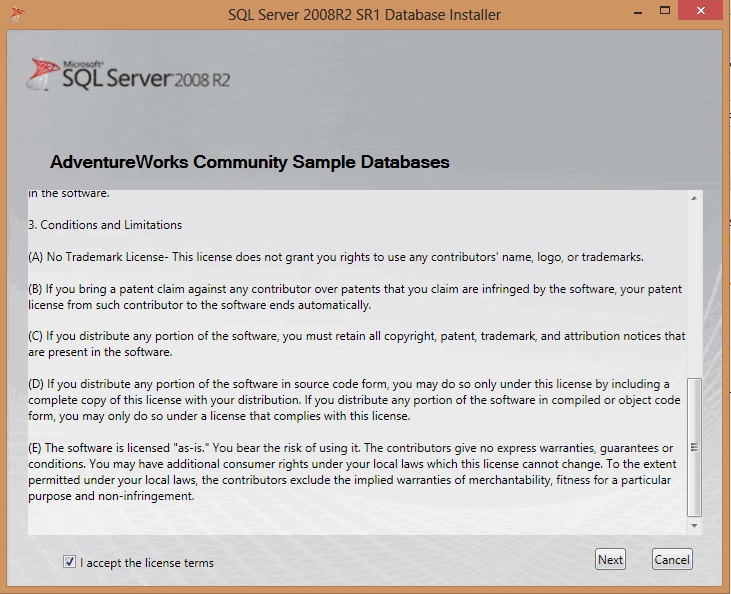 SQL Server 2008R2 SR1 Database Installer
Microsoft®
SQL Server 2008 R2
AdventureWorks Community Sample Databases
in the software.
3. Conditions and Limitations
(A) No Trademark License- This license does not grant you rights to use any contributors' name, logo, or trademarks.
(B) If you bring a patent claim against any contributor over patents that you claim are infringed by the software, your patent
license from such contributor to the software ends automatically.
(C) If you distribute any portion of the software, you must retain all copyright, patent, trademark, and attribution notices that
are present in the software.
(D) If you distribute any portion of the software in source code form, you may do so only under this license by including a
complete copy of this license with your distribution. If you distribute any portion of the software in compiled or object code
form, you may only do so under a license that complies with this license.
(E) The software is licensed "as-is." You bear the risk of using it. The contributors give no express warranties, guarantees or
conditions. You may have additional consumer rights under your local laws which this license cannot change. To the extent
permitted under your local laws, the contributors exclude the implied warranties of merchantability, fitness for a particular
purpose and non-infringement.
I accept the license terms
Next
Cancel